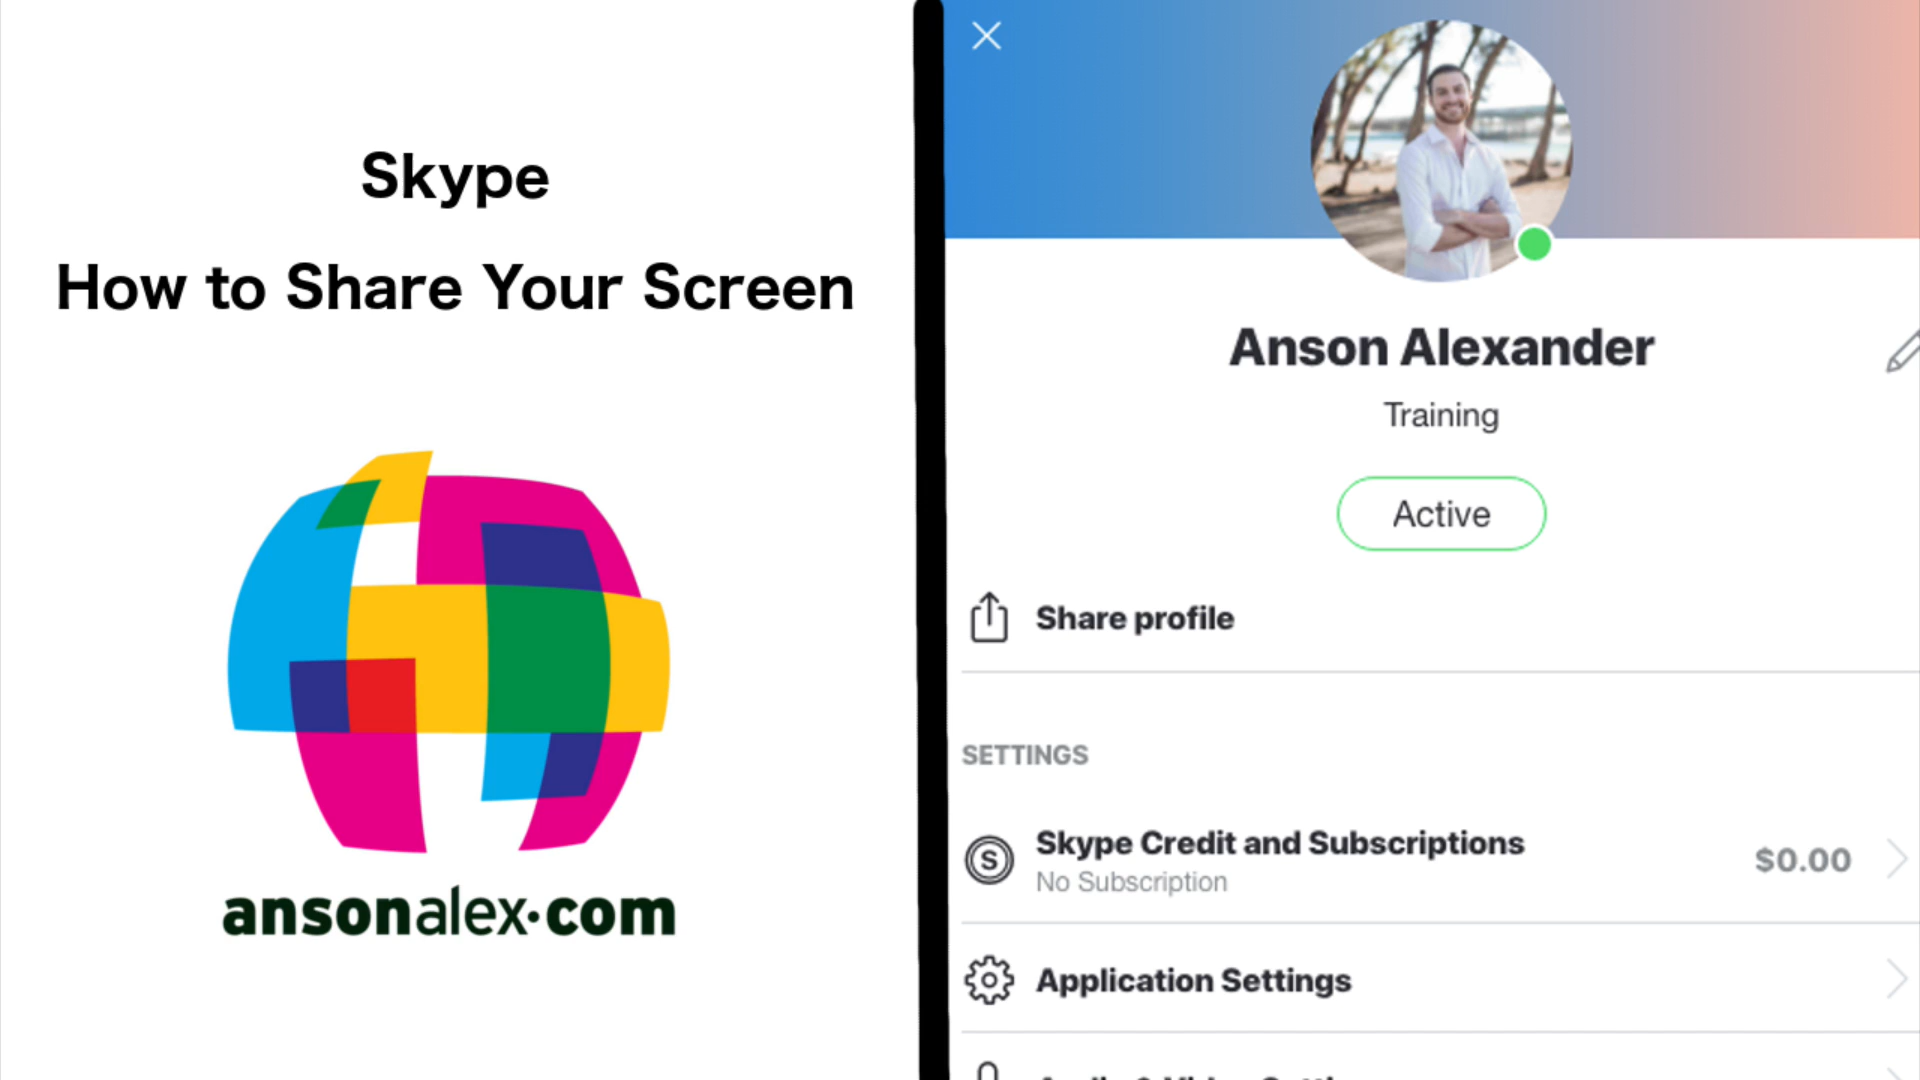 Skype
How to Share Your Screen
ansonalex.com
Anson Alexander
Training
Active
Share profile
SETTINGS
S
Skype Credit and Subscriptions
No Subscription
$0.00
Application Settings